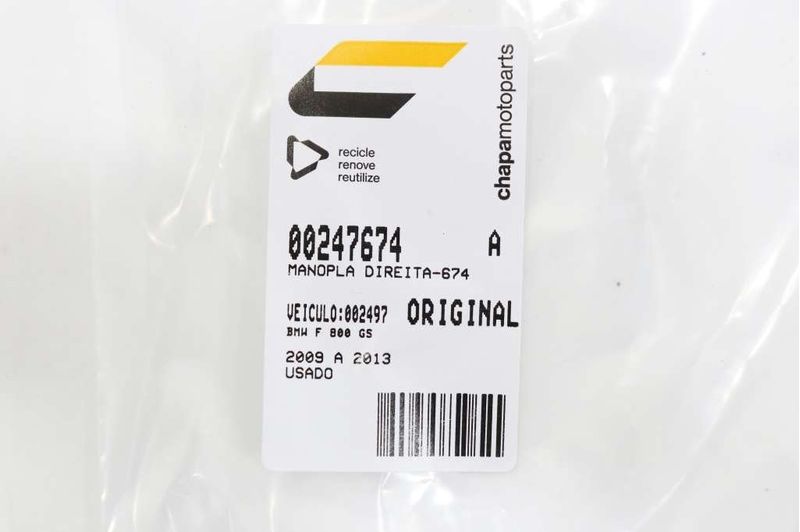 chapamotoparts
recicle
renove
reutilize
00247674 A
MANOPLA DIREITA-674
VEICULO:002497 ORIGINAL
BMW F 800 GS
2009 A 2013
USADO